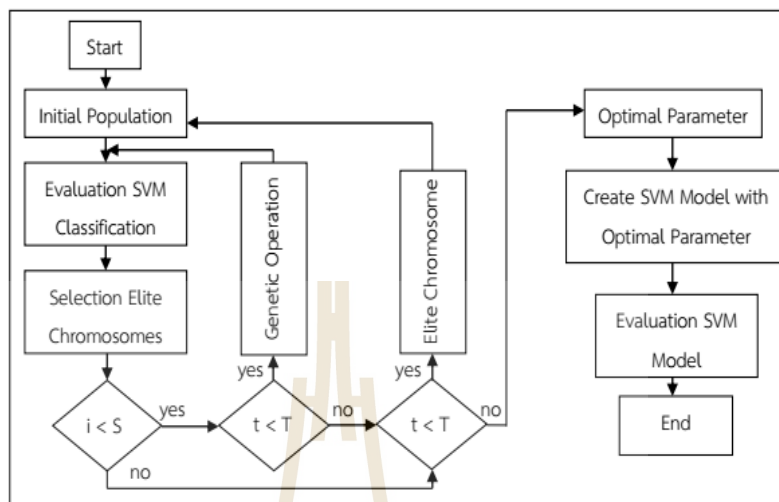 Start
Initial Population
Evaluation SVM
Classification
Selection Elite
Chromosomes
i < S
yes
no
Genetic Operation
yes
t < T
no
Elite Chromosome
yes
t < T
no
Optimal Parameter
Create SVM Model with
Optimal Parameter
Evaluation SVM
Model
End